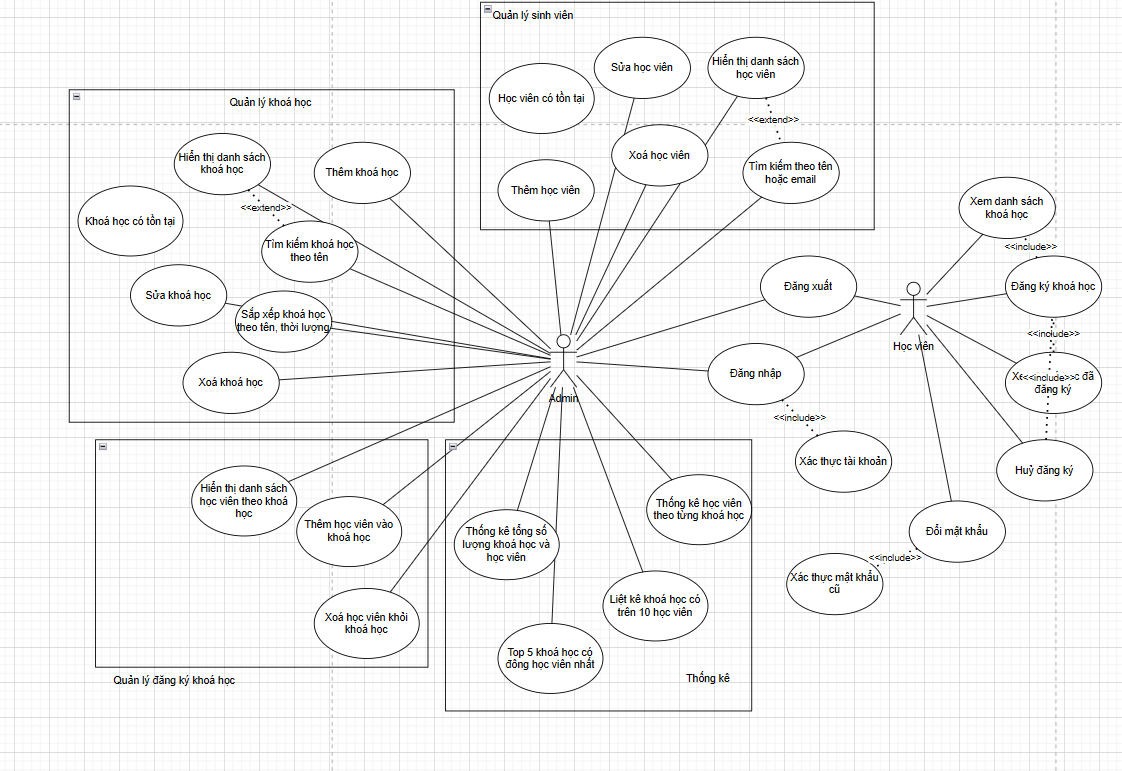 Quản lý sinh viên
Sửa học viên
Hiển thị danh sách
học viên
Học viên có tồn tại
<<extend>>
Xoá học viên
Tìm kiếm theo tên
hoặc email
Thêm học viên
Quản lý khoá học
Hiển thị danh sách
khoá học
Thêm khoá học
<<extend>>
Khoá học có tồn tại
Tìm kiếm khoá học
theo tên
Sửa khoá học
Sắp xếp khoá học
theo tên, thời lượng
Xoá khoá học
Xem danh sách
khoá học
<<include>>
Đăng xuất
Đăng ký khoá học
<<include>>
Học viên
Đăng nhập
<<include>>
đã
đăng ký
Admin
<<include>>
Xác thực tài khoản
Huỷ đăng ký
Đổi mật khẩu
<<include>>
Xác thực mật khẩu
cũ
Hiển thị danh sách
học viên theo khoá
học
Thêm học viên vào
khoá học
Xoá học viên khỏi
khoá học
Quản lý đăng ký khoá học
Thống kê học viên
theo từng khoá học
Thống kê tổng số
lượng khoá học và
học viên
Liệt kê khoá học có
trên 10 học viên
Top 5 khoá học có
đông học viên nhất
Thống kê